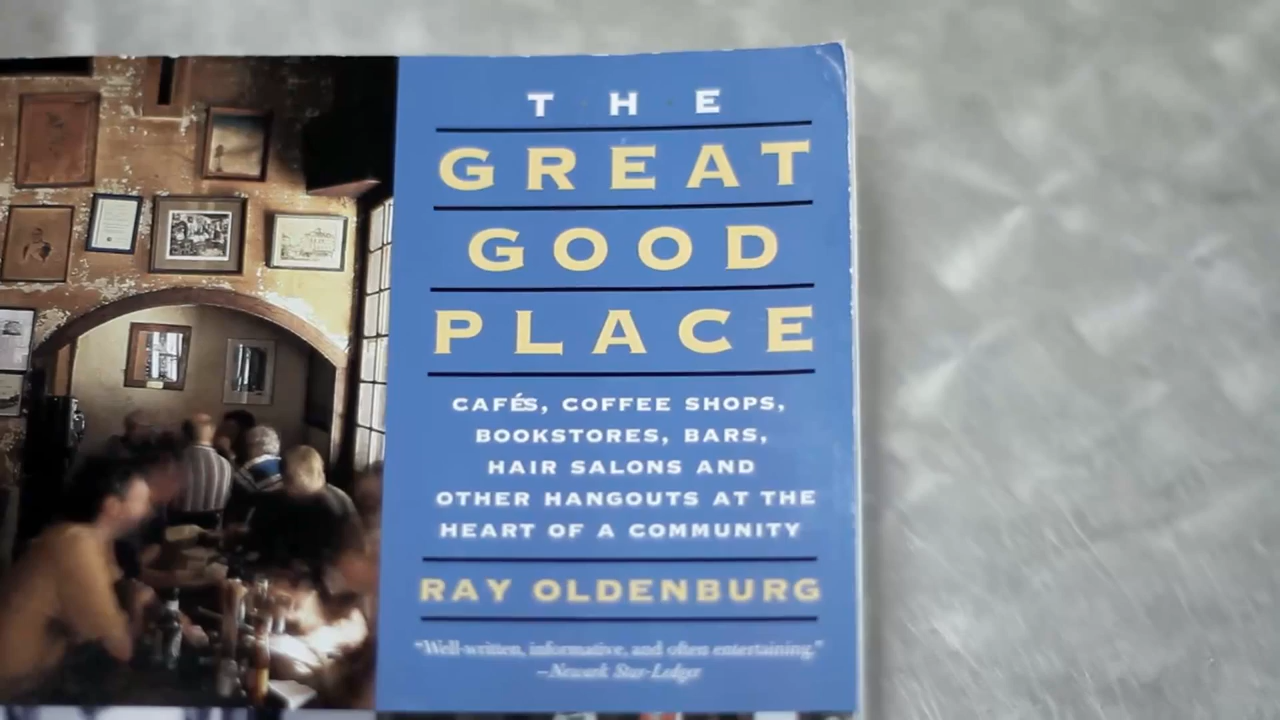 THE
GREAT
GOOD
PLACE
CAFÉS, COFFEE SHOPS,
BOOKSTORES, BARS,
HAIR SALONS AND
OTHER HANGOUTS AT THE
HEART OF A COMMUNITY
RAY OLDENBURG
“Well-written, informative, and often entertaining.”
–Newark Star-Ledger